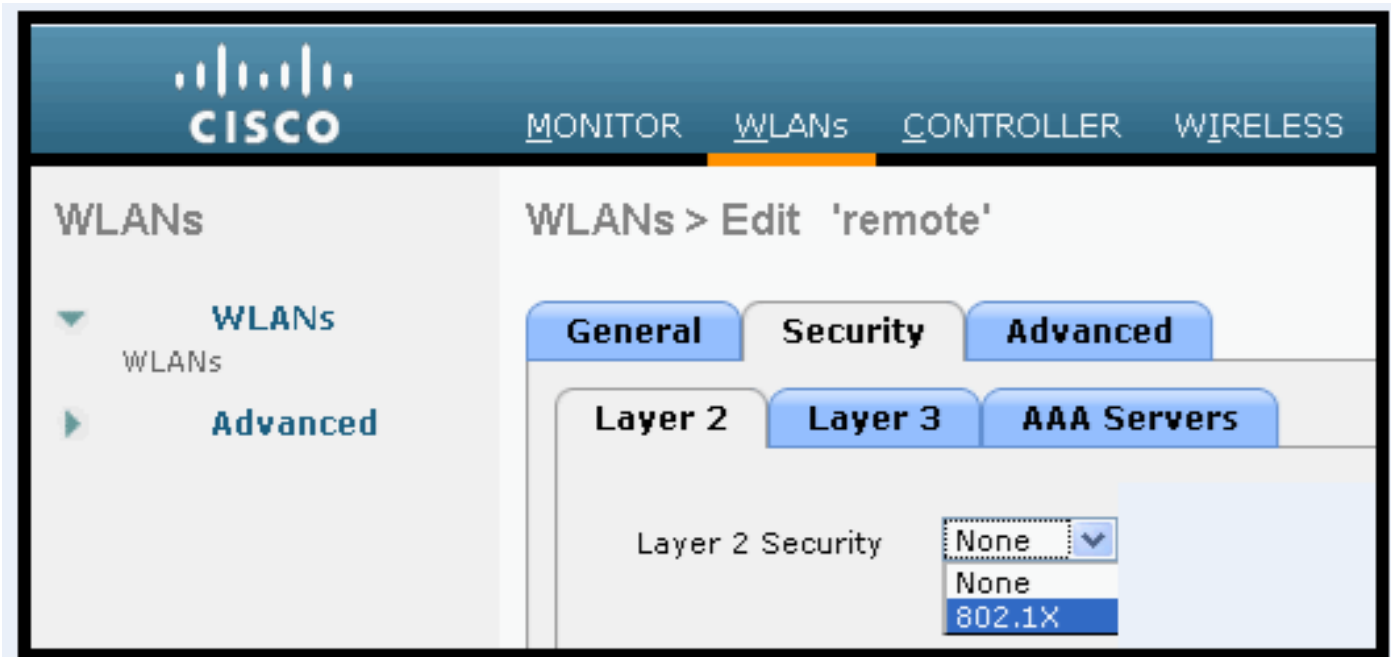 CISCO
MONITOR WLANs CONTROLLER WIRELESS
WLANs
WLANs
WLANs
Advanced
WLANs > Edit 'remote'
General Security Advanced
Layer 2 Layer 3 AAA Servers
Layer 2 Security None
None
802.1X